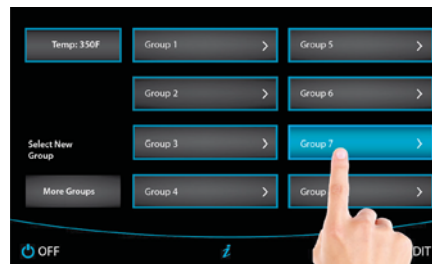 Temp: 350F
Group 1
Group 5
Group 2
Group 6
Select New
Group
Group 3
Group 7
More Groups
Group 4
Group
OFF
i
DIT